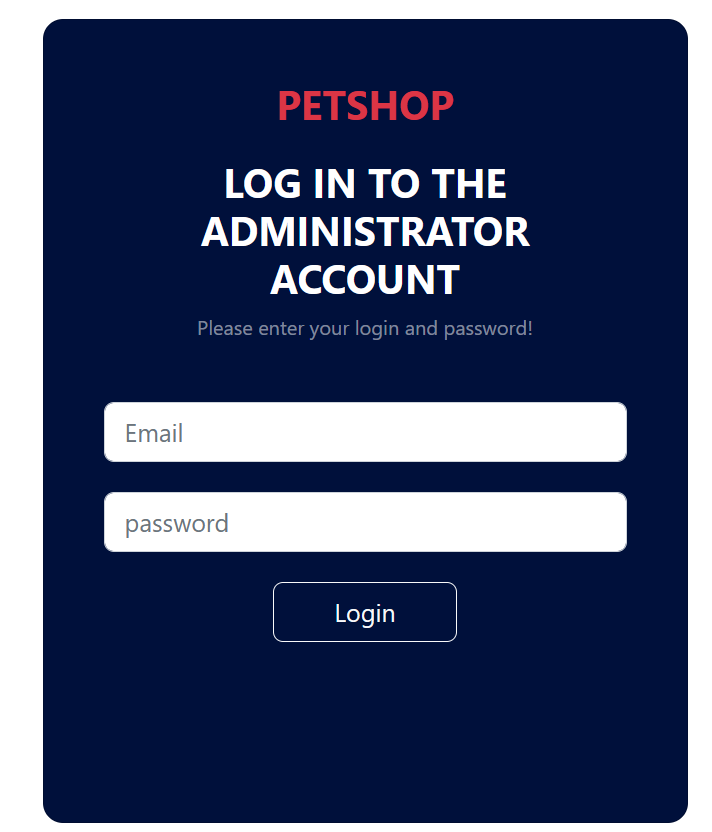 PETSHOP
LOG IN TO THE
ADMINISTRATOR
ACCOUNT
Please enter your login and password!
Email
password
Login